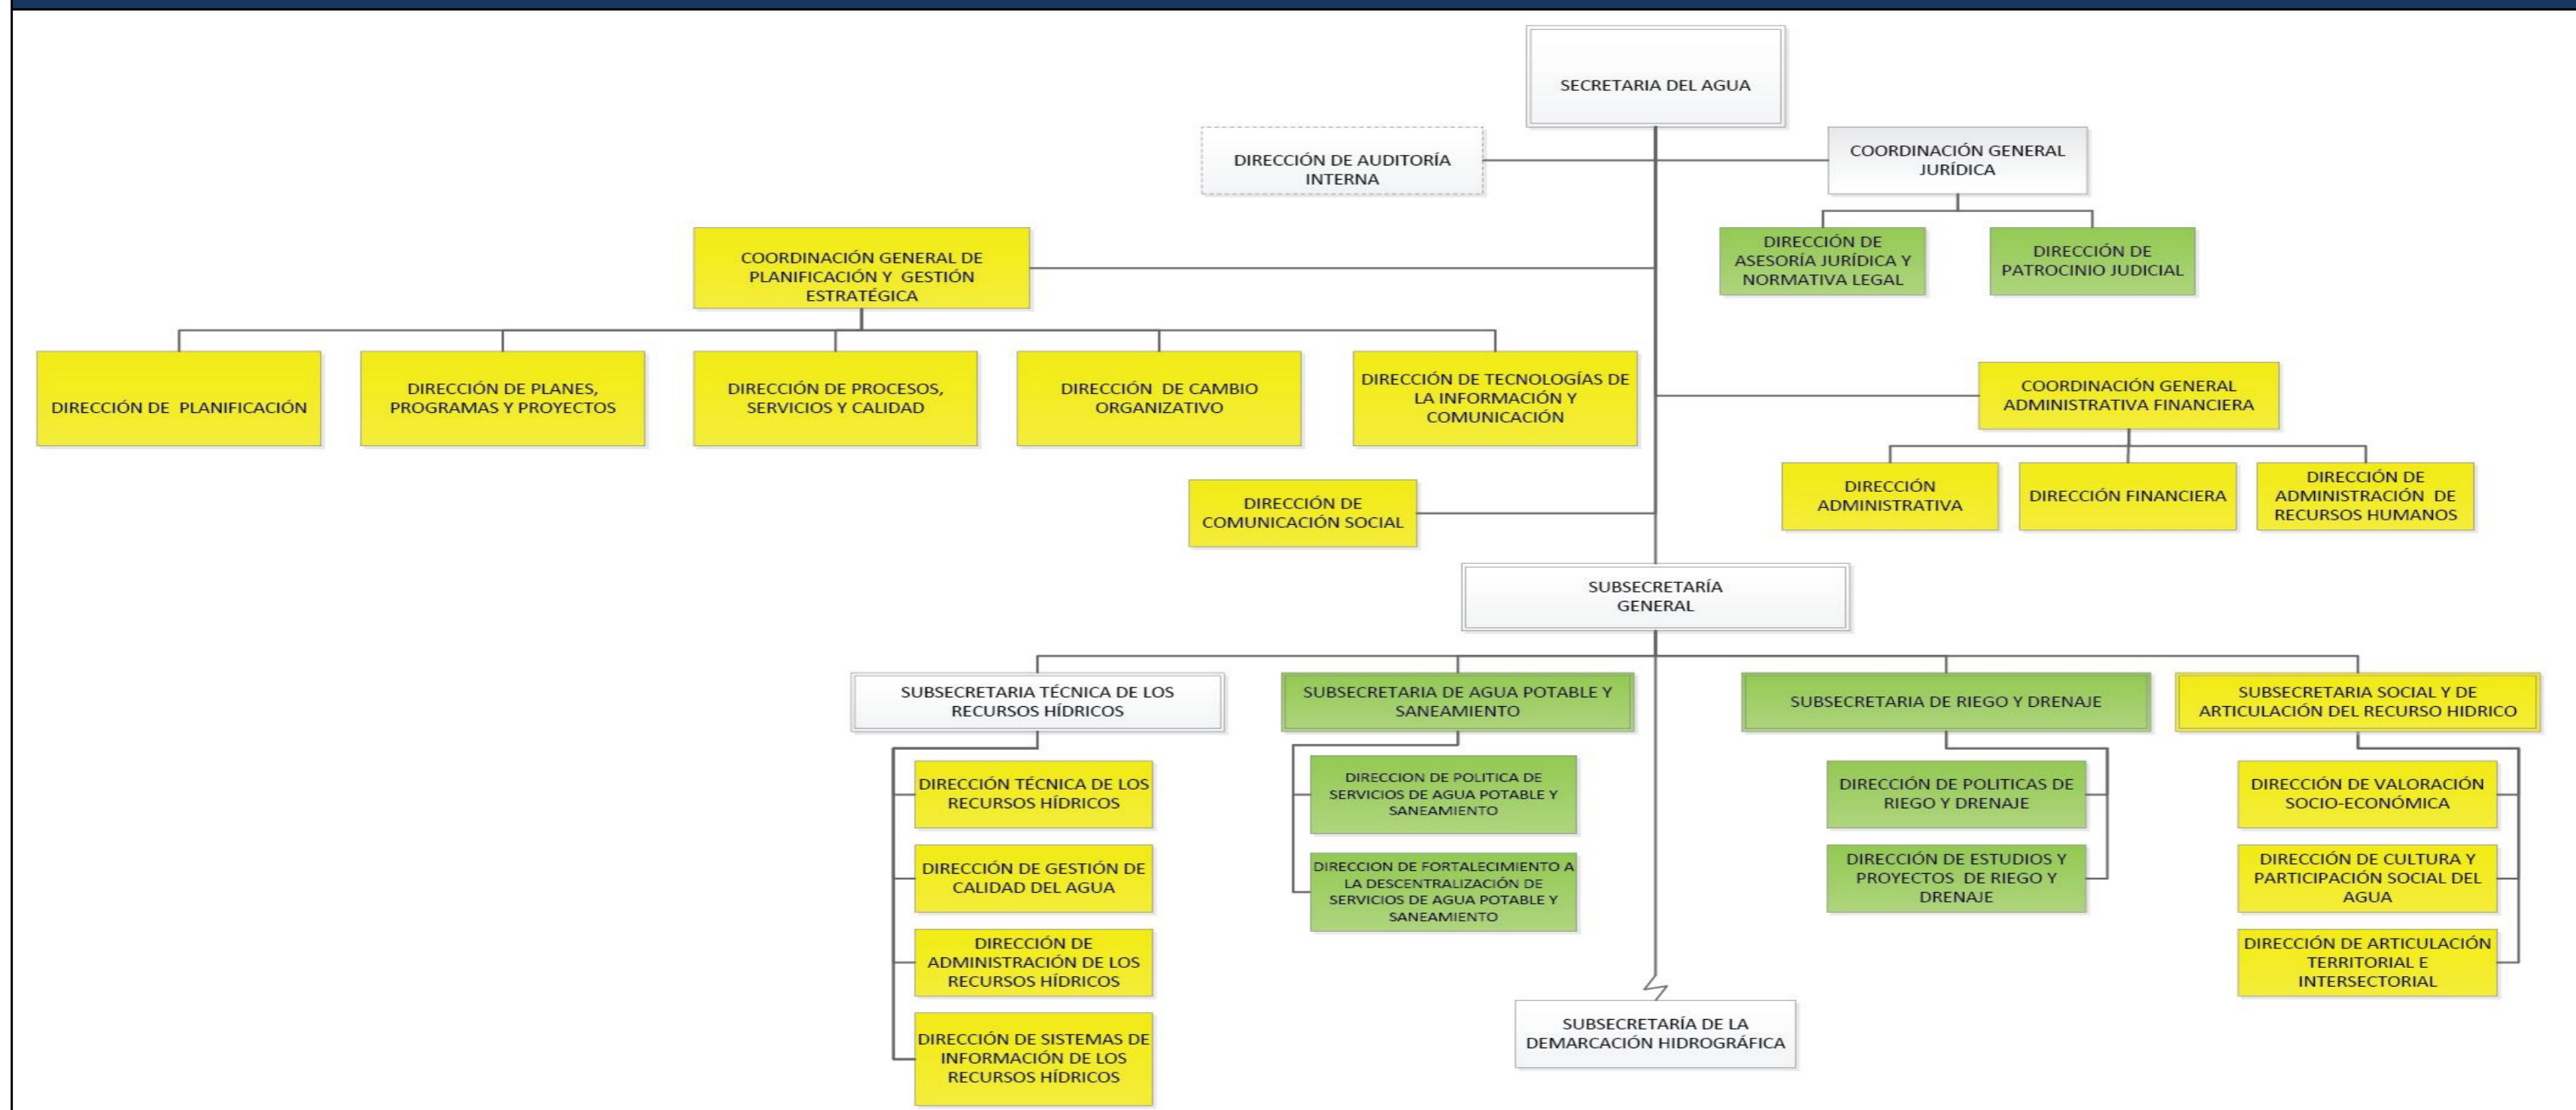 SECRETARIA DEL AGUA
DIRECCIÓN DE AUDITORÍA
INTERNA
COORDINACIÓN GENERAL
JURÍDICA
DIRECCIÓN DE
ASESORÍA JURÍDICA Y
NORMATIVA LEGAL
DIRECCIÓN DE
PATROCINIO JUDICIAL
COORDINACIÓN GENERAL DE
PLANIFICACIÓN Y GESTIÓN
ESTRATÉGICA
DIRECCIÓN DE PLANIFICACIÓN
DIRECCIÓN DE PLANES,
PROGRAMAS Y PROYECTOS
DIRECCIÓN DE PROCESOS,
SERVICIOS Y CALIDAD
DIRECCIÓN DE CAMBIO
ORGANIZATIVO
DIRECCIÓN DE TECNOLOGÍAS DE
LA INFORMACIÓN Y
COMUNICACIÓN
COORDINACIÓN GENERAL
ADMINISTRATIVA FINANCIERA
DIRECCIÓN
ADMINISTRATIVA
DIRECCIÓN FINANCIERA
DIRECCIÓN DE
ADMINISTRACIÓN DE
RECURSOS HUMANOS
DIRECCIÓN DE
COMUNICACIÓN SOCIAL
SUBSECRETARÍA
GENERAL
SUBSECRETARIA TÉCNICA DE LOS
RECURSOS HÍDRICOS
DIRECCIÓN TÉCNICA DE LOS
RECURSOS HÍDRICOS
DIRECCIÓN DE GESTIÓN DE
CALIDAD DEL AGUA
DIRECCIÓN DE
ADMINISTRACIÓN DE LOS
RECURSOS HÍDRICOS
DIRECCIÓN DE SISTEMAS DE
INFORMACIÓN DE LOS
RECURSOS HÍDRICOS
SUBSECRETARIA DE AGUA POTABLE Y
SANEAMIENTO
DIRECCION DE POLITICA DE
SERVICIOS DE AGUA POTABLE Y
SANEAMIENTO
DIRECCION DE FORTALECIMIENTO A
LA DESCENTRALIZACIÓN DE
SERVICIOS DE AGUA POTABLE Y
SANEAMIENTO
SUBSECRETARIA DE RIEGO Y DRENAJE
DIRECCIÓN DE POLITICAS DE
RIEGO Y DRENAJE
DIRECCIÓN DE ESTUDIOS Y
PROYECTOS DE RIEGO Y
DRENAJE
SUBSECRETARIA SOCIAL Y DE
ARTICULACIÓN DEL RECURSO HIDRICO
DIRECCIÓN DE VALORACIÓN
SOCIO-ECONÓMICA
DIRECCIÓN DE CULTURA Y
PARTICIPACIÓN SOCIAL DEL
AGUA
DIRECCIÓN DE ARTICULACIÓN
TERRITORIAL E
INTERSECTORIAL
SUBSECRETARÍA DE LA
DEMARCACIÓN HIDROGRÁFICA